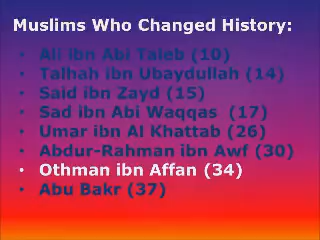 Muslims Who Changed History:
• Ali ibn Abi Taleb (10)
• Talhah ibn Ubaydullah (14)
• Said ibn Zayd (15)
• Sad ibn Abi Waqqas (17)
• Umar ibn Al Khattab (26)
• Abdur-Rahman ibn Awf (30)
• Othman ibn Affan (34)
• Abu Bakr (37)